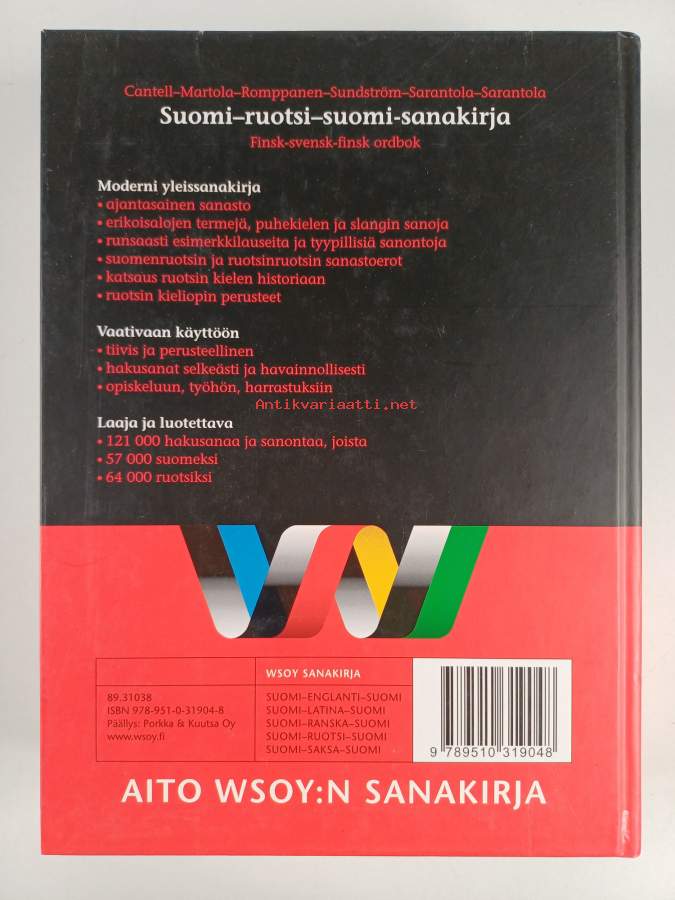 Cantell–Martola–Romppanen–Sundström–Sarantola–Sarantola
Suomi–ruotsi–suomi-sanakirja
Finsk-svensk-finsk ordbok
Moderni yleissanakirja
• ajantasainen sanasto
• erikoisalojen termejä, puhekielen ja slangin sanoja
• runsaasti esimerkkilauseita ja tyypillisiä sanontoja
• suomenruotsin ja ruotsinruotsin sanastoerot
• katsaus ruotsin kielen historiaan
• ruotsin kieliopin perusteet
Vaativaan käyttöön
• tiivis ja perusteellinen
• hakusanat selkeästi ja havainnollisesti
• opiskeluun, työhön, harrastuksiin
Antikvariaatti.net
Laaja ja luotettava
• 121 000 hakusanaa ja sanontaa, joista
• 57 000 suomeksi
• 64 000 ruotsiksi
WSOY SANAKIRJA
89.31038
ISBN 978-951-0-31904-8
Päällys: Porkka & Kuutsa Oy
www.wsoy.fi
SUOMI–ENGLANTI–SUOMI
SUOMI–LATINA–SUOMI
SUOMI–RANSKA–SUOMI
SUOMI–RUOTSI–SUOMI
SUOMI–SAKSA–SUOMI
9 789510 319048
AITO WSOY:N SANAKIRJA